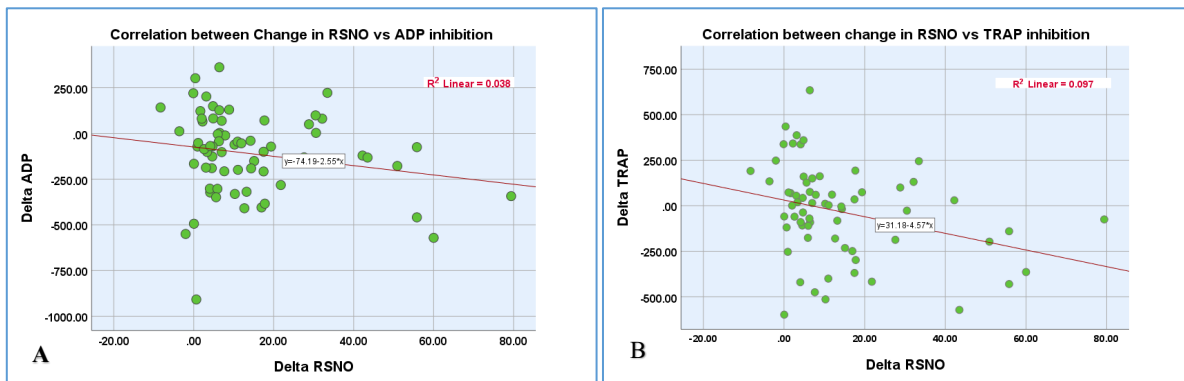 Correlation between Change in RSNO vs ADP inhibition
R2 Linear = 0.038
250.00
.00
-250.00
-500.00
-750.00
-1000.00
Delta ADP
y=-74.19-2.55*x
-20.00 .00 20.00 40.00 60.00 80.00
Delta RSNO
A
Correlation between change in RSNO vs TRAP inhibition
R2 Linear = 0.097
750.00
500.00
250.00
.00
-250.00
-500.00
Delta TRAP
y=31.18-4.57*x
-20.00 .00 20.00 40.00 60.00 80.00
Delta RSNO
B